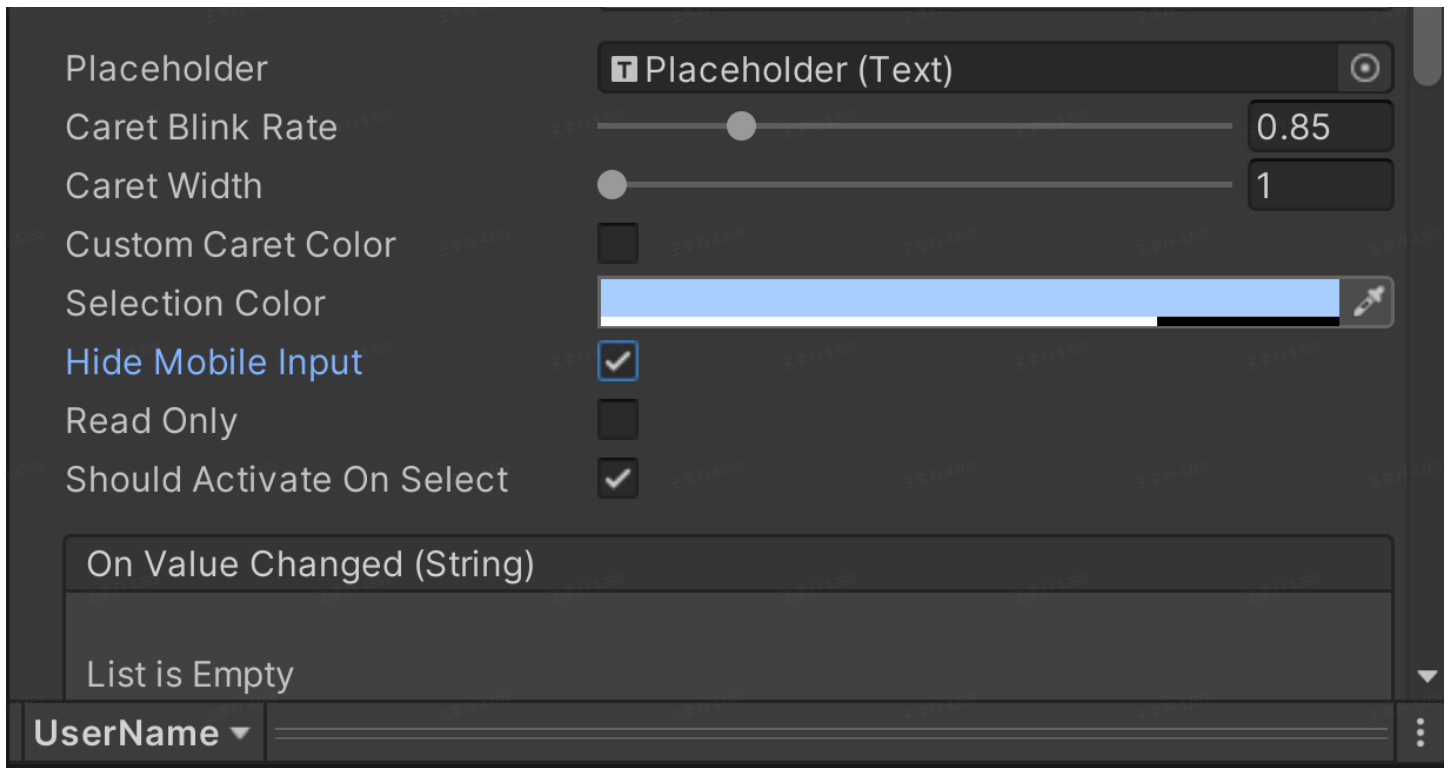 Placeholder
Placeholder (Text)
Caret Blink Rate
0.85
Caret Width
1
Custom Caret Color
Selection Color
Hide Mobile Input
Read Only
Should Activate On Select
On Value Changed (String)
List is Empty
UserName